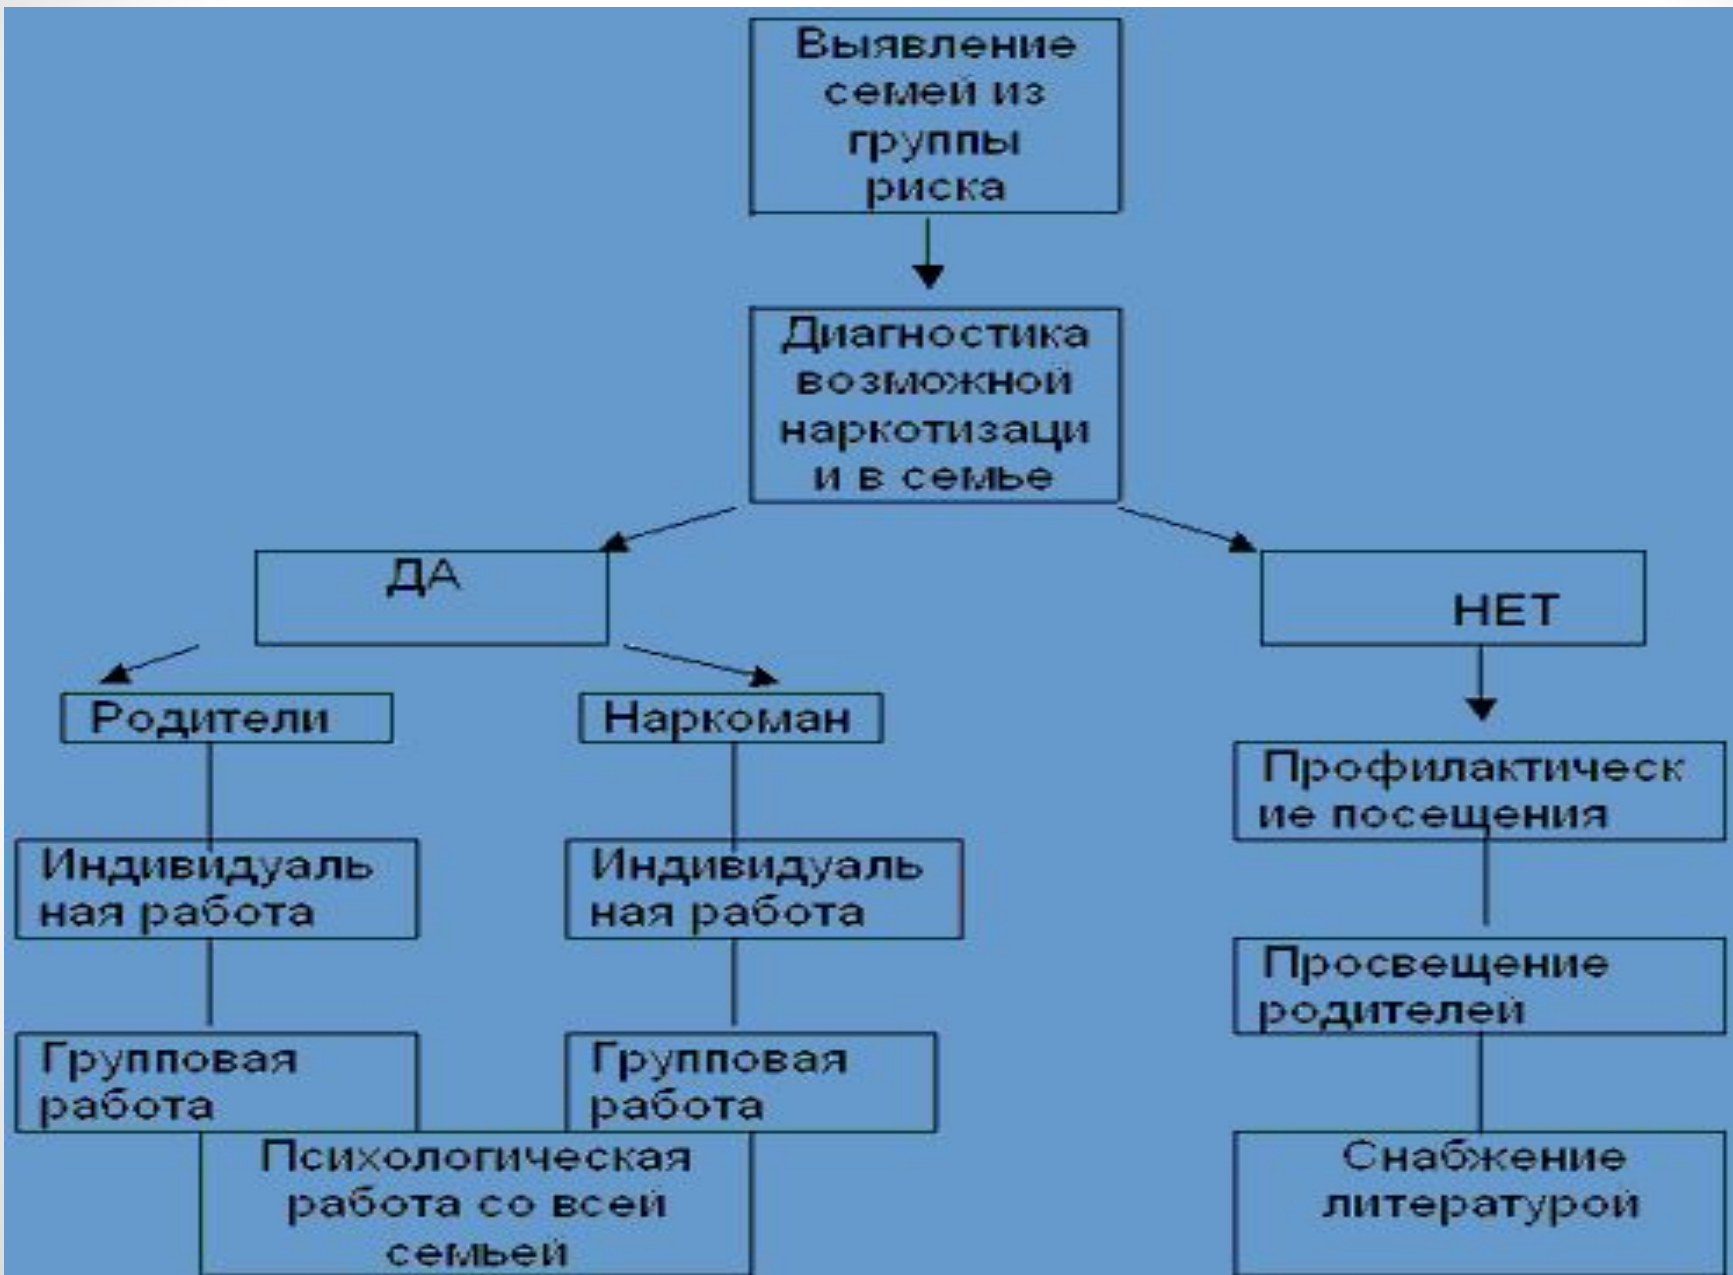 Выявление
семей из
группы
риска
Диагностика
возможной
наркотизаци
и в семье
ДА
НЕТ
Родители
Наркоман
Профилактическ
ие посещения
Индивидуаль
ная работа
Индивидуаль
ная работа
Просвещение
родителей
Групповая
работа
Групповая
работа
Психологическая
работа со всей
семьей
Снабжение
литературой